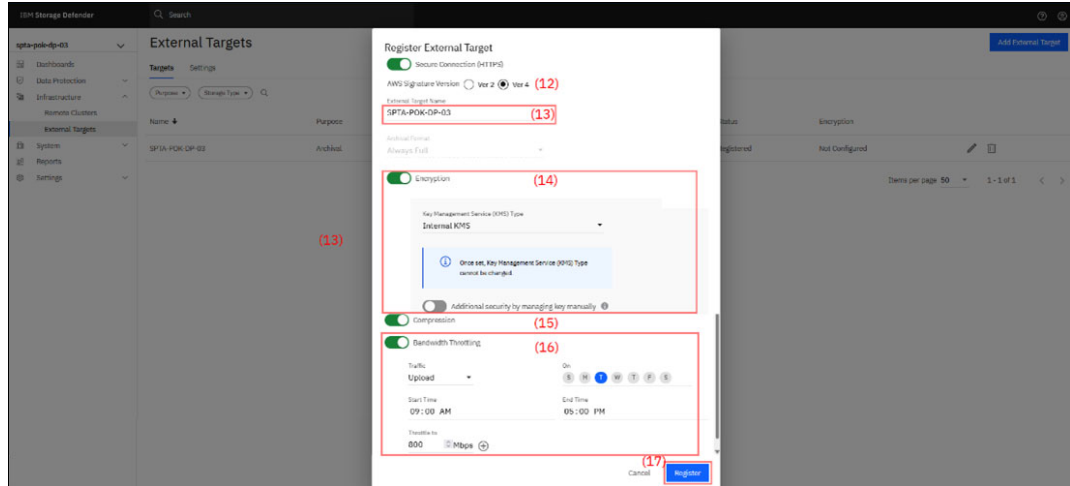 IBM Storage Defender
Search
spta-pok-dp-03
Dashboards
Data Protection
Infrastructure
Remote Clusters
External Targets
System
Reports
Settings
External Targets
Add External Target
Targets
Settings
Purpose
Storage Type
Name
Purpose
Status
Encryption
SPTA-POK-DP-03
Archival
Registered
Not Configured
Items per page 50
1 - 1 of 1
(13)
Register External Target
Secure Connection (HTTPS)
AWS Signature Version Ver 2 Ver 4 (12)
External Target Name
SPTA-POK-DP-03 (13)
Archival Format
Always Full
Encryption (14)
Key Management Service (KMS) Type
Internal KMS
Once set, Key Management Service (KMS) Type
cannot be changed.
Additional security by managing key manually
Compression (15)
Bandwidth Throttling (16)
Traffic
On
Upload
S M T W T F S
Start Time
End Time
09:00 AM
05:00 PM
Throttle to
800 Mbps
(17)
Cancel
Register